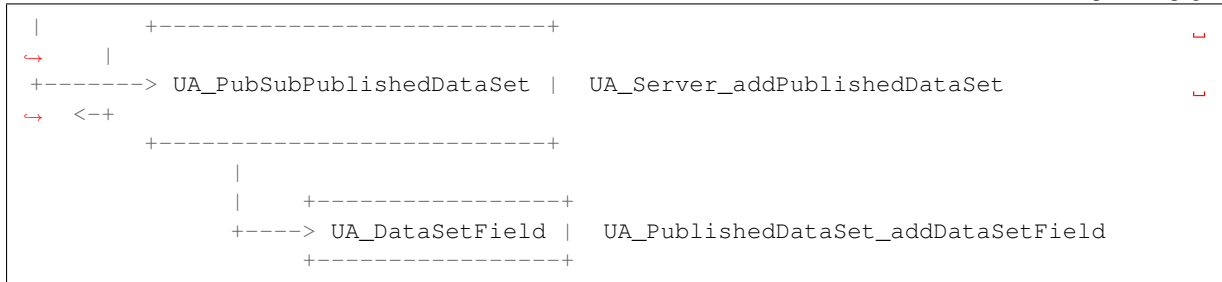 |        +---------------------------+                                             ␣
↪     |
+-------> UA_PubSubPublishedDataSet |  UA_Server_addPublishedDataSet              ␣
↪  <-+
         +---------------------------+
               |
               |    +-----------------+
               +----> UA_DataSetField |  UA_PublishedDataSet_addDataSetField
                    +-----------------+